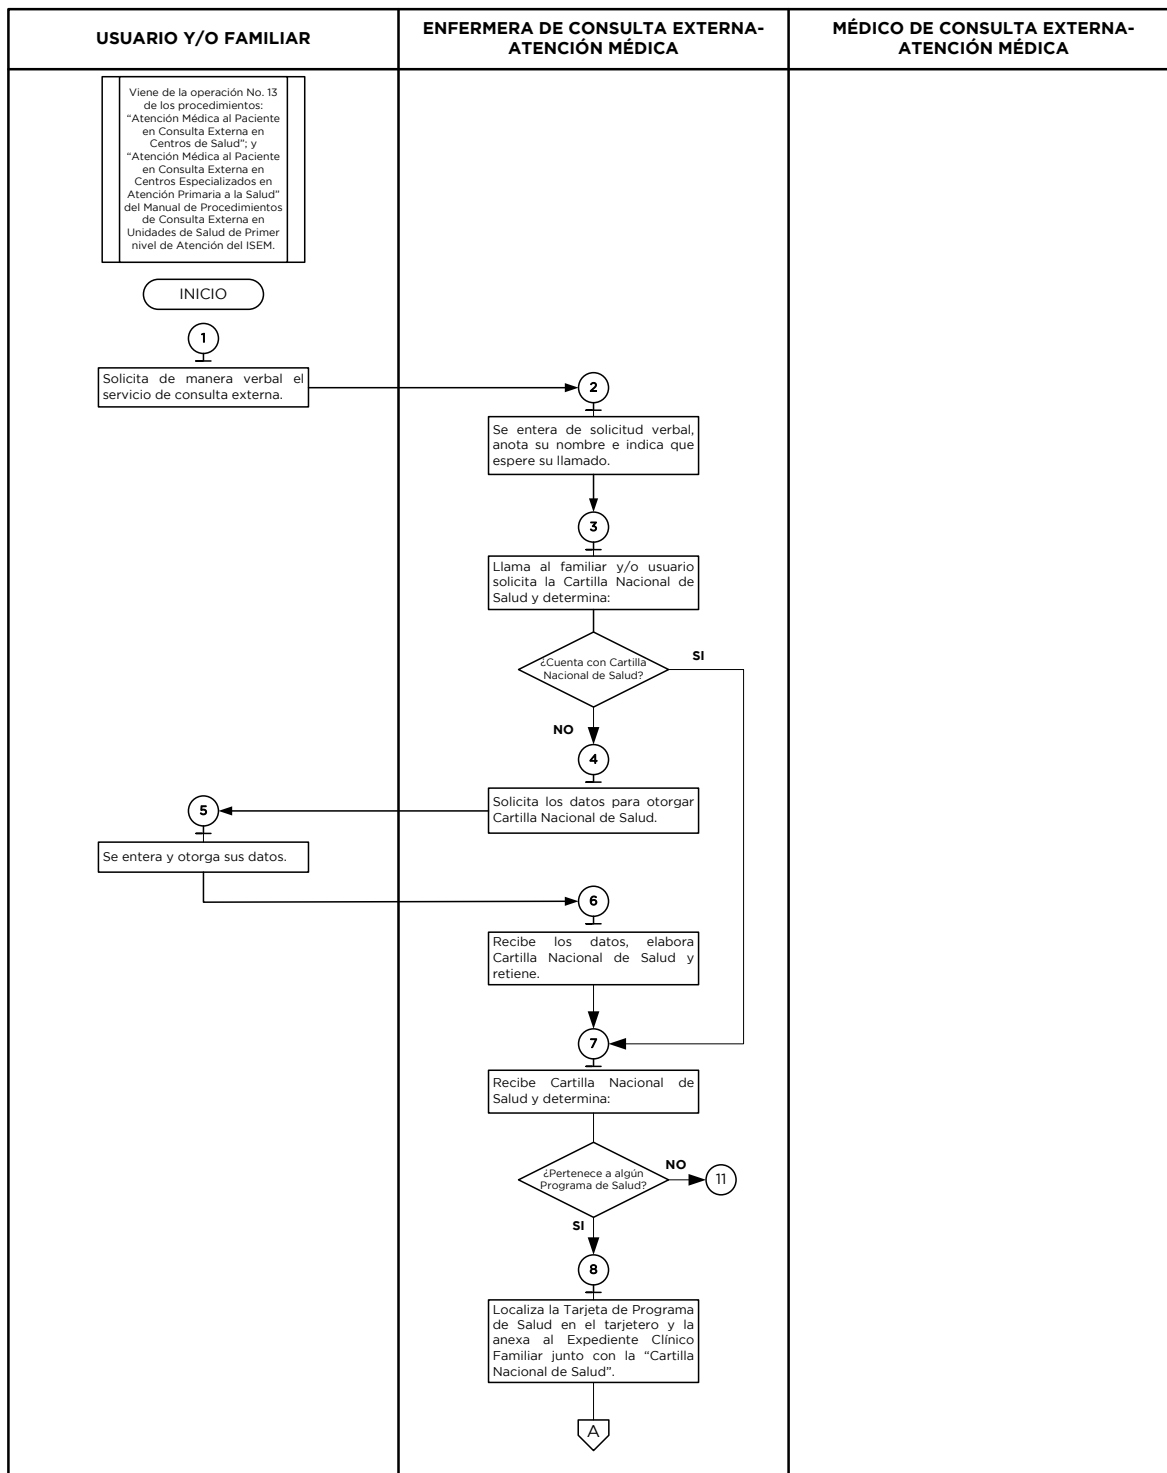 USUARIO Y/O FAMILIAR
ENFERMERA DE CONSULTA EXTERNA-
ATENCIÓN MÉDICA
MÉDICO DE CONSULTA EXTERNA-
ATENCIÓN MÉDICA
Viene de la operación No. 13
de los procedimientos:
“Atención Médica al Paciente
en Consulta Externa en
Centros de Salud”; y
“Atención Médica al Paciente
en Consulta Externa en
Centros Especializados en
Atención Primaria a la Salud”
del Manual de Procedimientos
de Consulta Externa en
Unidades de Salud de Primer
nivel de Atención del ISEM.
INICIO
1
Solicita de manera verbal el
servicio de consulta externa.
2
Se entera de solicitud verbal,
anota su nombre e indica que
espere su llamado.
3
Llama al familiar y/o usuario
solicita la Cartilla Nacional de
Salud y determina:
¿Cuenta con Cartilla
Nacional de Salud?
SI
NO
4
Solicita los datos para otorgar
Cartilla Nacional de Salud.
5
Se entera y otorga sus datos.
6
Recibe los datos, elabora
Cartilla Nacional de Salud y
retiene.
7
Recibe Cartilla Nacional de
Salud y determina:
¿Pertenece a algún
Programa de Salud?
NO
11
SI
8
Localiza la Tarjeta de Programa
de Salud en el tarjetero y la
anexa al Expediente Clínico
Familiar junto con la “Cartilla
Nacional de Salud”.
A